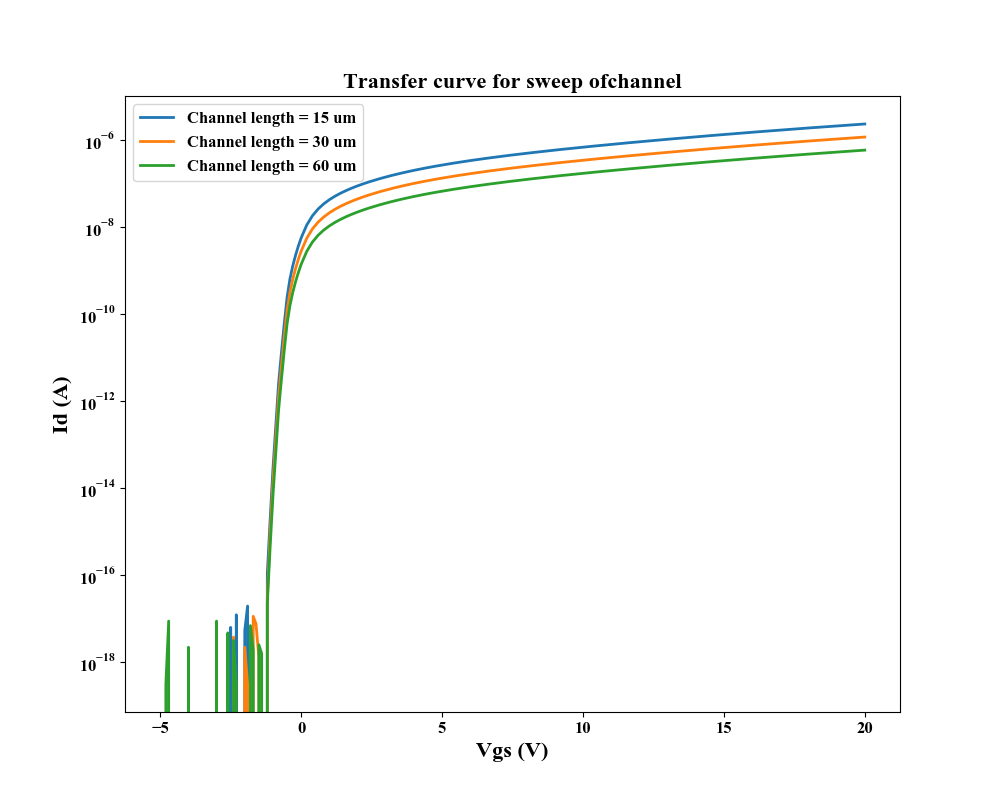 Transfer curve for sweep ofchannel
Channel length = 15 um
Channel length = 30 um
Channel length = 60 um
Id (A)
10⁻⁶
10⁻⁸
10⁻¹⁰
10⁻¹²
10⁻¹⁴
10⁻¹⁶
10⁻¹⁸
−5 0 5 10 15 20
Vgs (V)